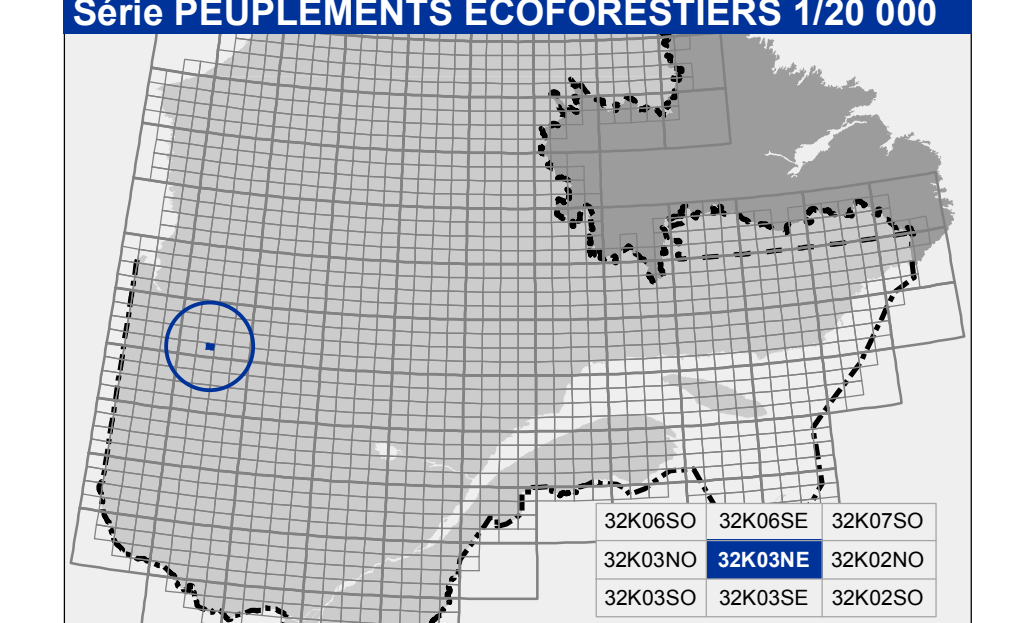 Série PEUPLEMENTS ÉCOFORESTIERS 1/20 000
32K06SO 32K06SE 32K07SO
32K03NO 32K03NE 32K02NO
32K03SO 32K03SE 32K02SO